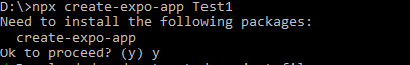 D:\>npx create-expo-app Test1
Need to install the following packages:
  create-expo-app
Ok to proceed? (y) y